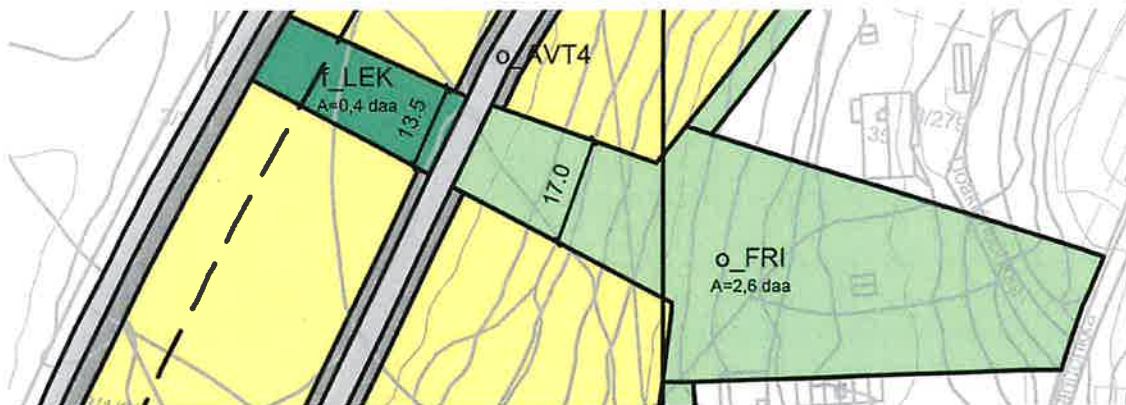 o_AVT4
f_LEK
A=0,4 daa
13.5
17.0
o_FRI
A=2,6 daa